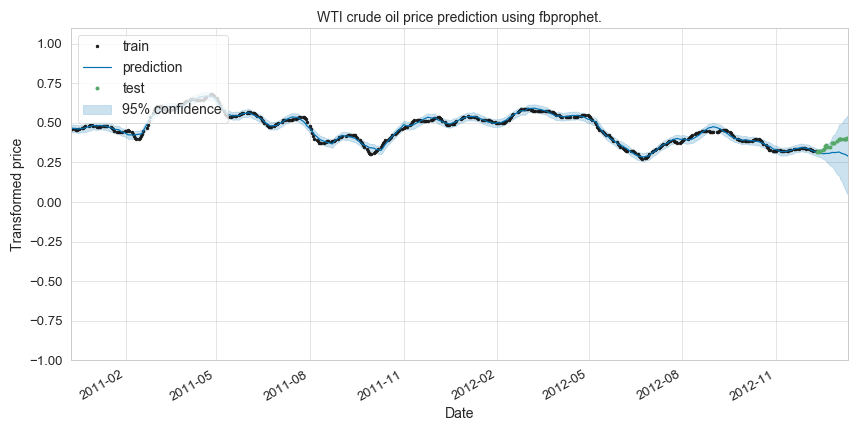 WTI crude oil price prediction using fbprophet.
train
prediction
test
95% confidence
Transformed price
1.00
0.75
0.50
0.25
0.00
−0.25
−0.50
−0.75
−1.00
2011-02
2011-05
2011-08
2011-11
2012-02
2012-05
2012-08
2012-11
Date